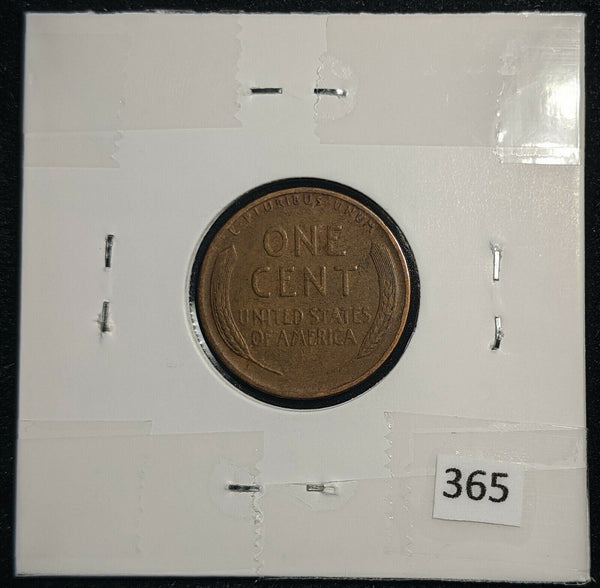 E·PLURIBUS·UNUM
ONE
CENT
UNITED STATES
OF AMERICA
365